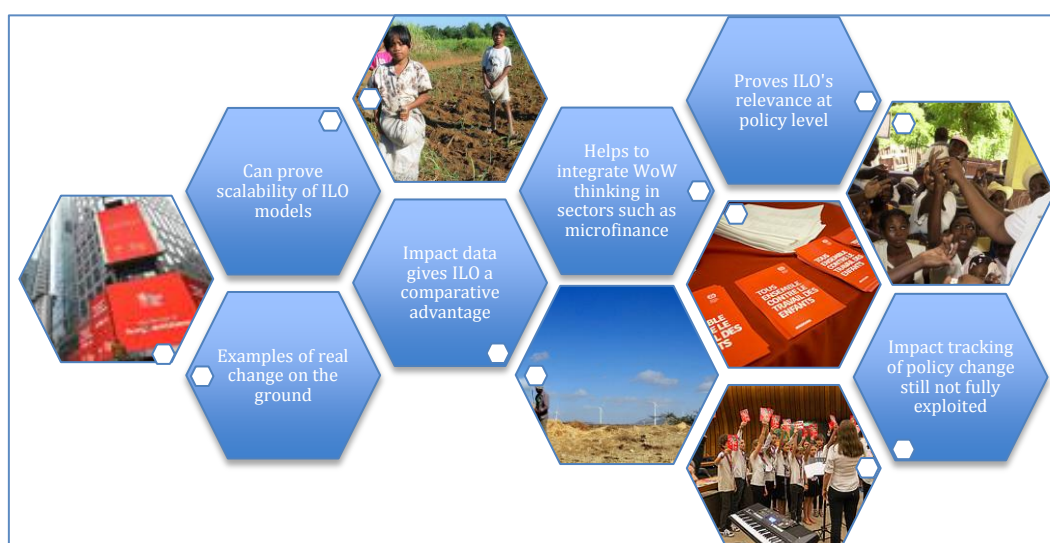 Can prove
scalability of ILO
models
Examples of real
change on the
ground
Impact data
gives ILO a
comparative
advantage
Helps to
integrate WoW
thinking in
sectors such as
microfinance
Proves ILO's
relevance at
policy level
TOUS
ENSEMBLE
CONTRE LE
TRAVAIL DES
ENFANTS
Impact tracking
of policy change
still not fully
exploited